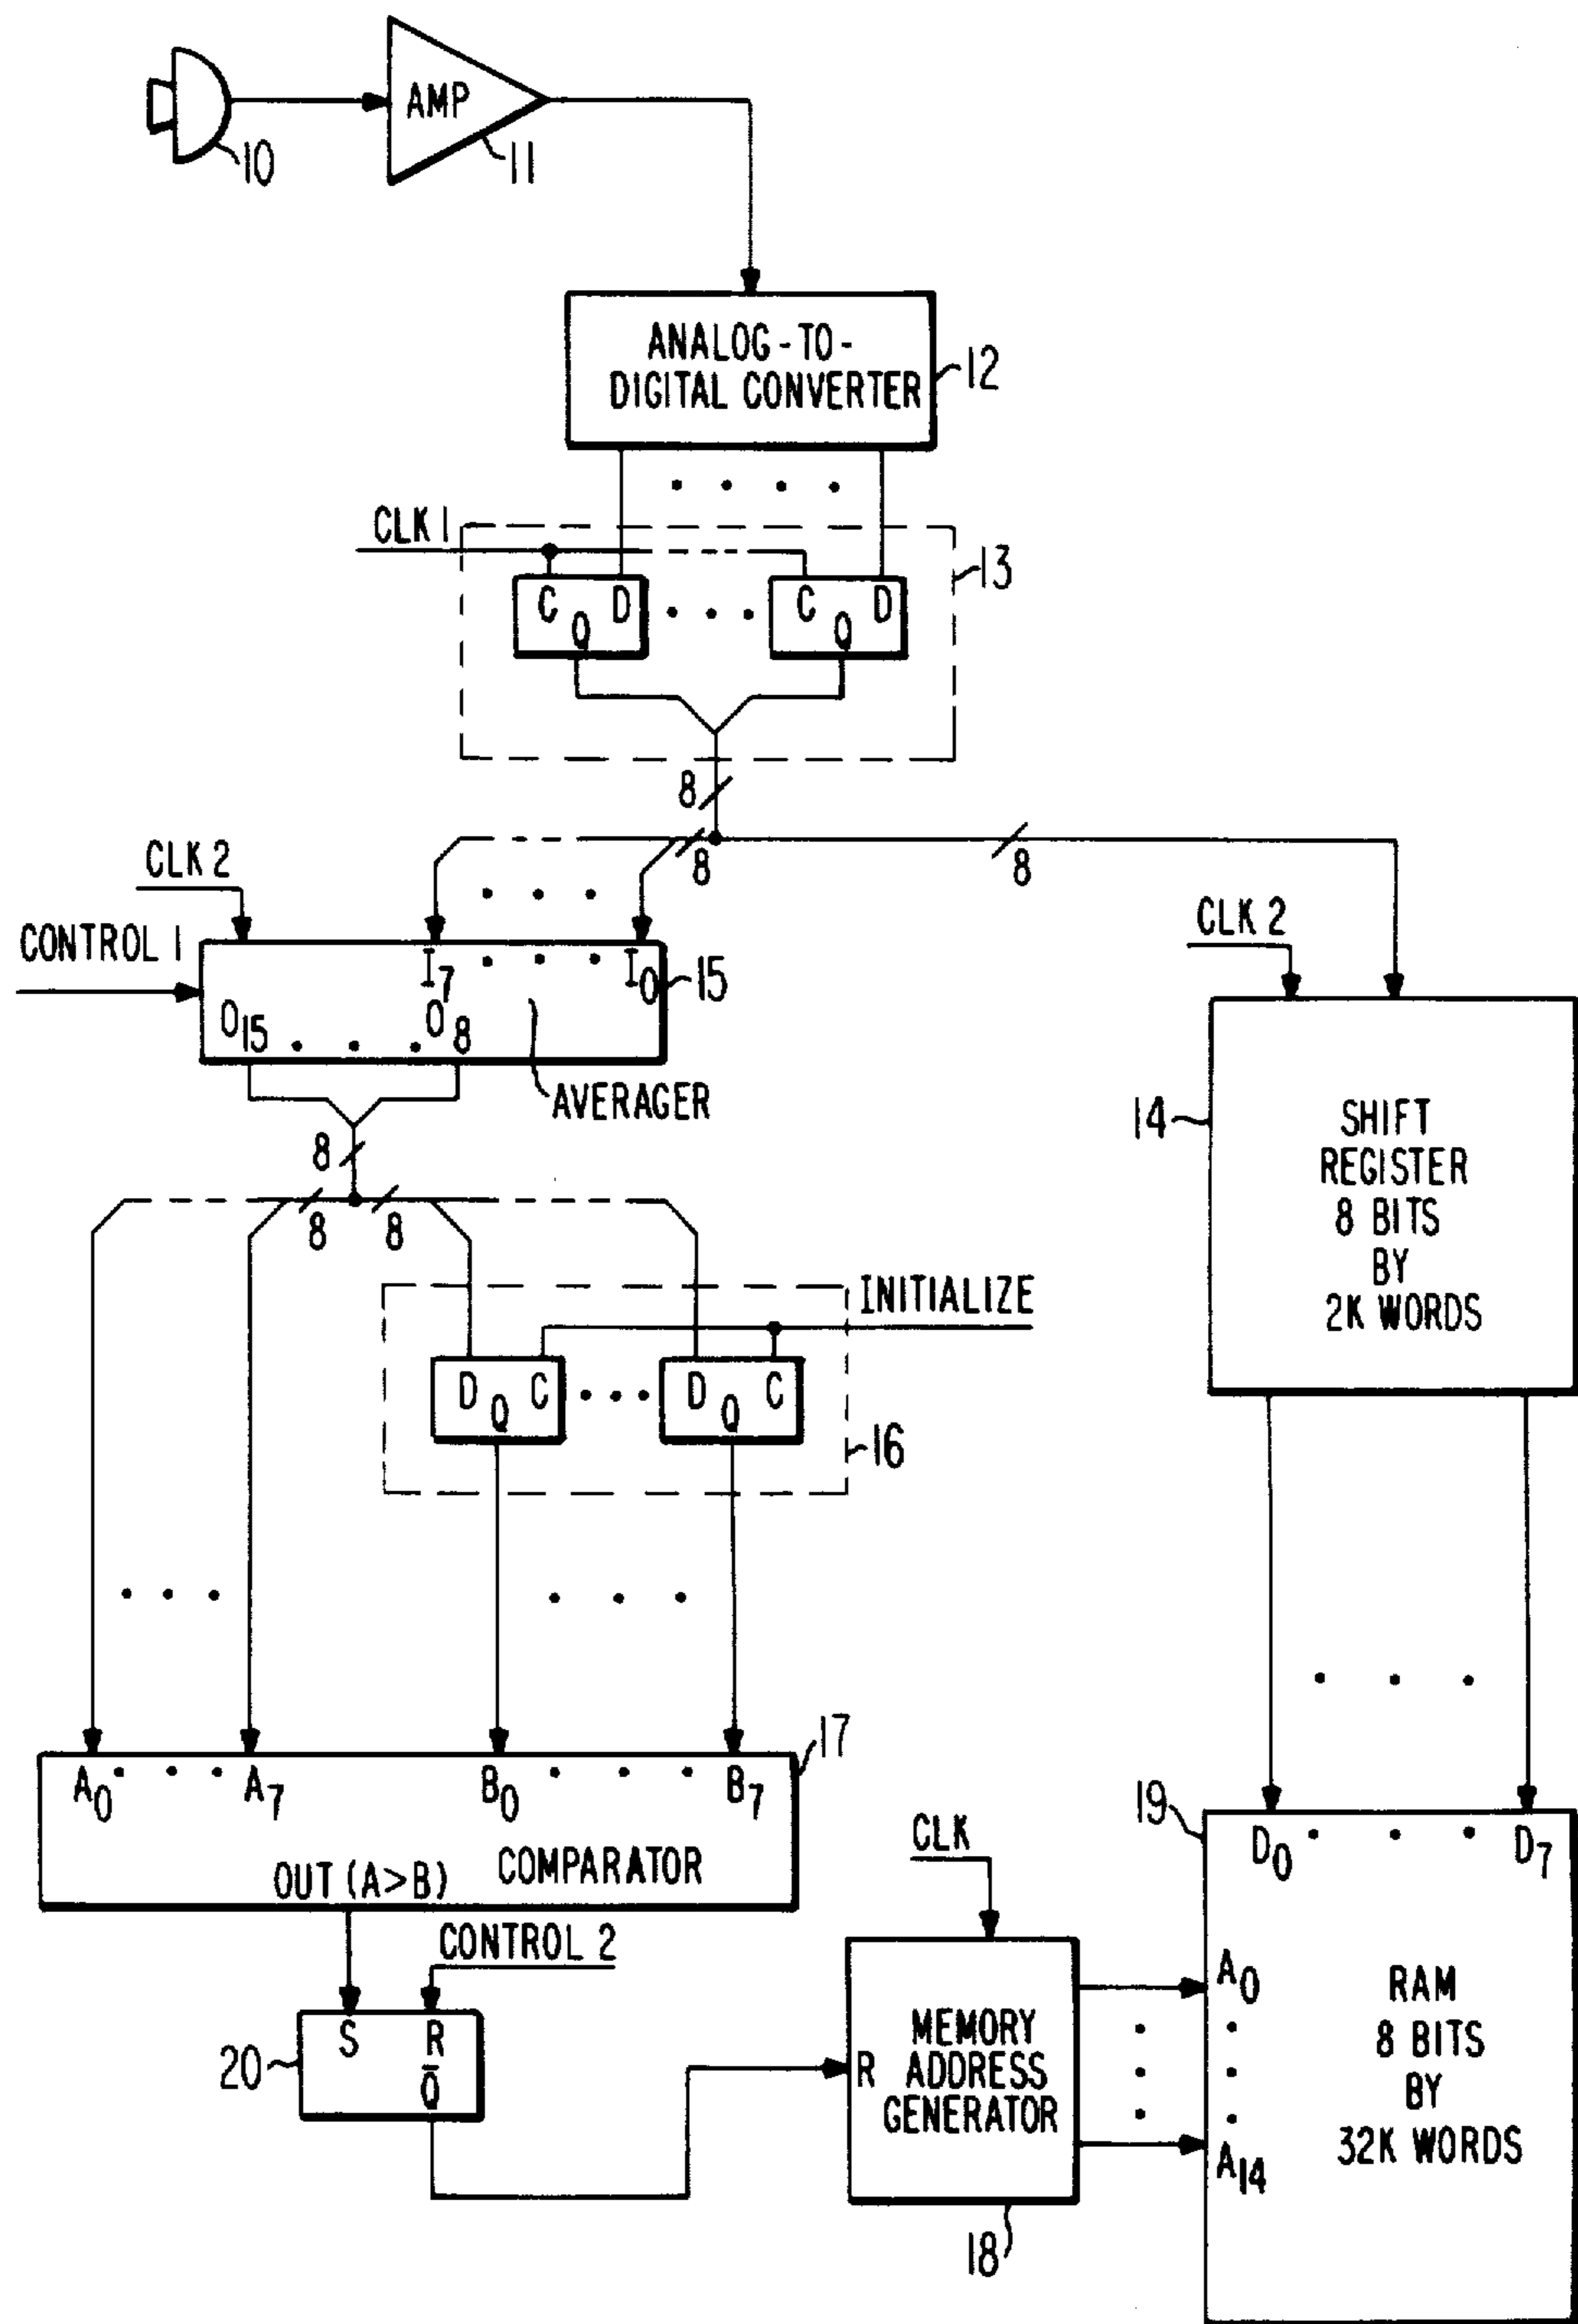 AMP
10
11
ANALOG-TO-
DIGITAL CONVERTER
12
CLK 1
13
C D C D
Q Q
8
8 8
CLK 2
CONTROL 1
I7 I0
15
O15 O8
AVERAGER
CLK 2
14
SHIFT
REGISTER
8 BITS
BY
2K WORDS
8
8 8
INITIALIZE
D C D C
Q Q
16
17
A0 A7 B0 B7
COMPARATOR
OUT (A>B)
CONTROL 2
S R
Q̄
20
CLK
R
MEMORY
ADDRESS
GENERATOR
18
19
D0 D7
A0
A14
RAM
8 BITS
BY
32K WORDS